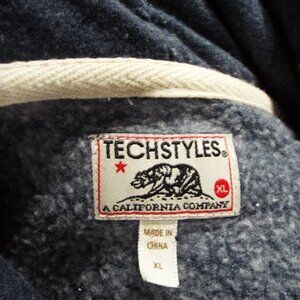 TECHSTYLES®
XL
A CALIFORNIA COMPANY
MADE IN
CHINA
XL